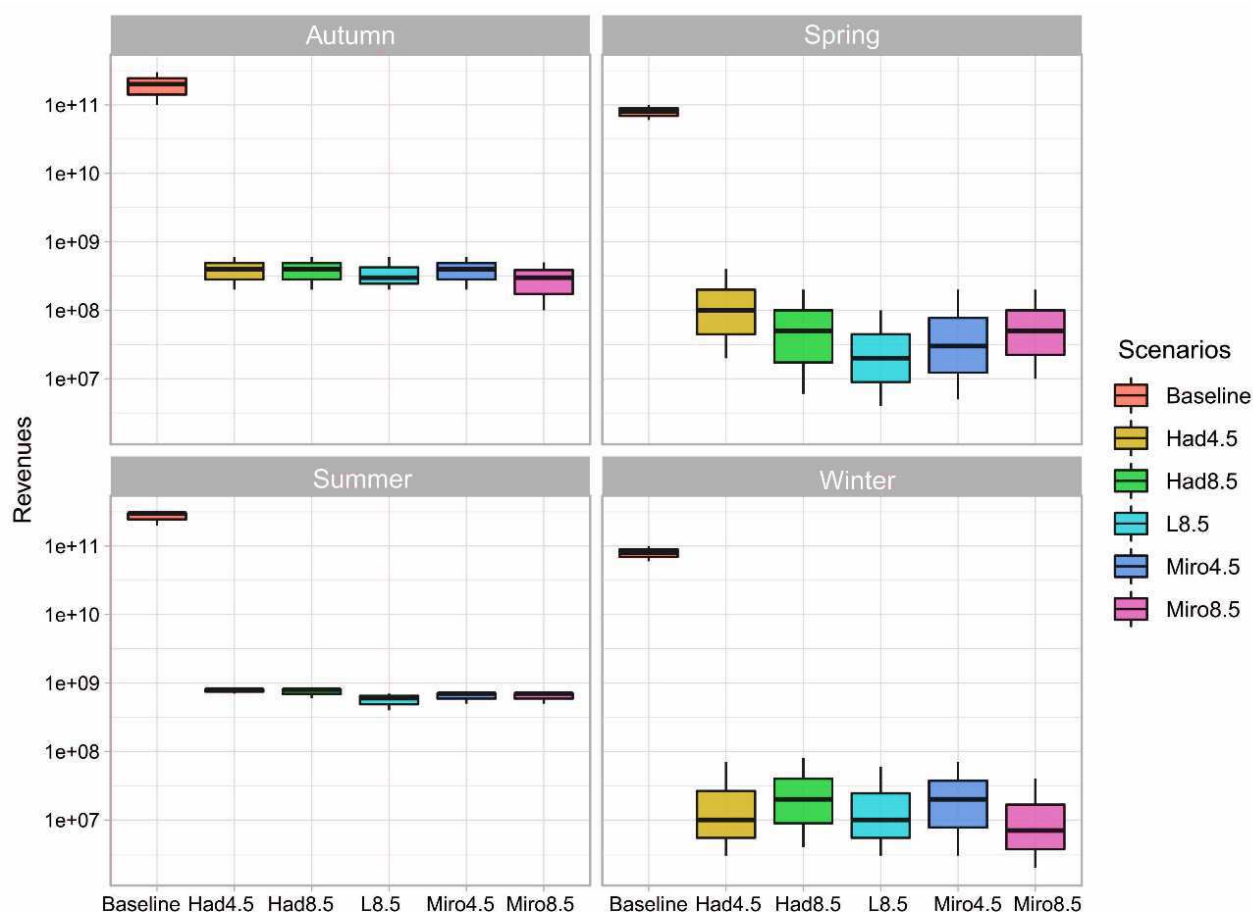 Autumn
Spring
1e+11
1e+10
1e+09
1e+08
1e+07
Summer
Winter
1e+11
1e+10
1e+09
1e+08
1e+07
Revenues
Baseline Had4.5 Had8.5 L8.5 Miro4.5 Miro8.5
Baseline Had4.5 Had8.5 L8.5 Miro4.5 Miro8.5
Scenarios
Baseline
Had4.5
Had8.5
L8.5
Miro4.5
Miro8.5